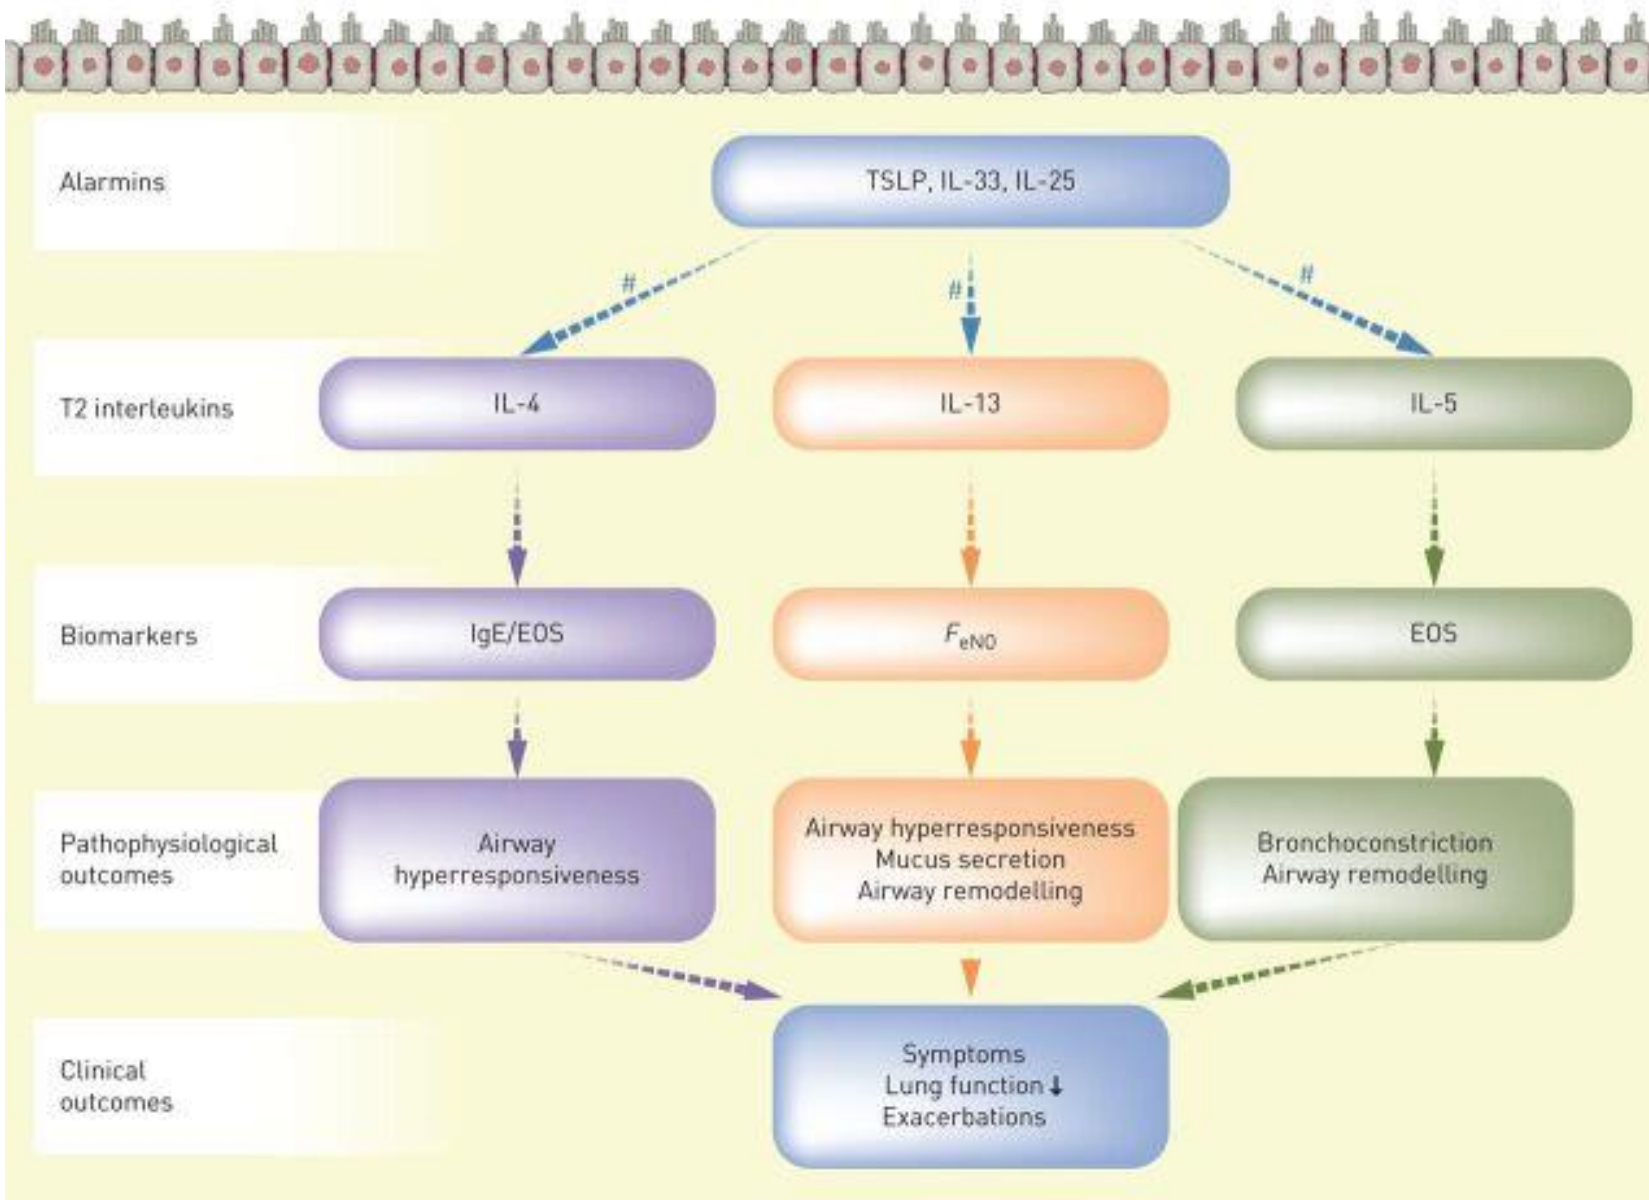 Alarmins
TSLP, IL-33, IL-25
#
#
#
T2 interleukins
IL-4
IL-13
IL-5
Biomarkers
IgE/EOS
FeNO
EOS
Pathophysiological
outcomes
Airway
hyperresponsiveness
Airway hyperresponsiveness
Mucus secretion
Airway remodelling
Bronchoconstriction
Airway remodelling
Clinical
outcomes
Symptoms
Lung function ↓
Exacerbations